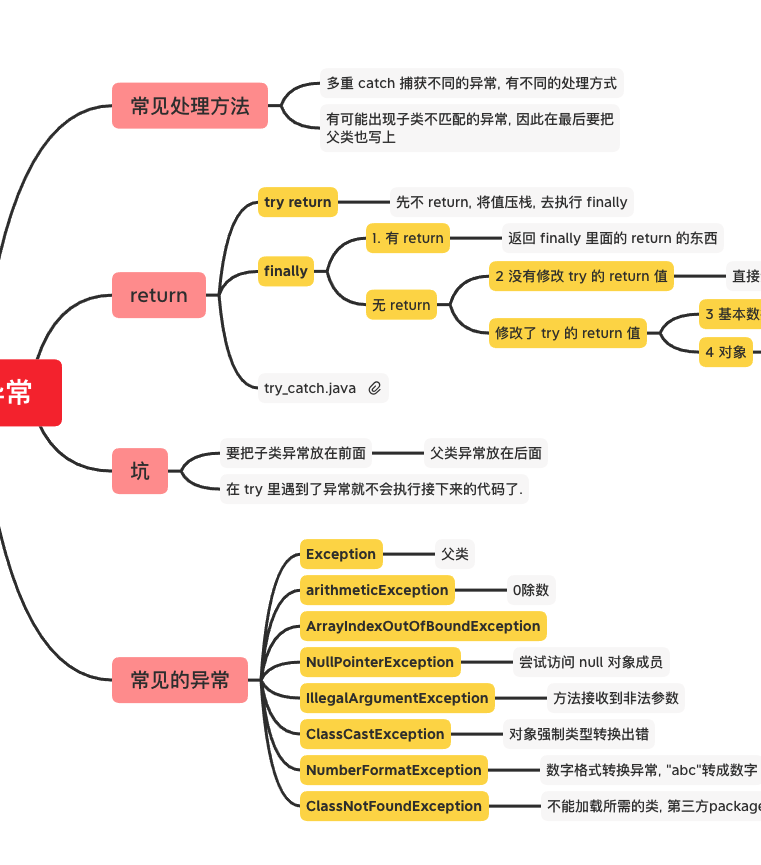 常见处理方法
多重 catch 捕获不同的异常, 有不同的处理方式
有可能出现子类不匹配的异常, 因此在最后要把
父类也写上
return
try return
先不 return, 将值压栈, 去执行 finally
finally
1. 有 return
返回 finally 里面的 return 的东西
无 return
2 没有修改 try 的 return 值
直接
修改了 try 的 return 值
3 基本数
4 对象
try_catch.java
常
坑
要把子类异常放在前面
父类异常放在后面
在 try 里遇到了异常就不会执行接下来的代码了.
常见的异常
Exception
父类
arithmeticException
0除数
ArrayIndexOutOfBoundException
NullPointerException
尝试访问 null 对象成员
IllegalArgumentException
方法接收到非法参数
ClassCastException
对象强制类型转换出错
NumberFormatException
数字格式转换异常, "abc"转成数字
ClassNotFoundException
不能加载所需的类, 第三方package